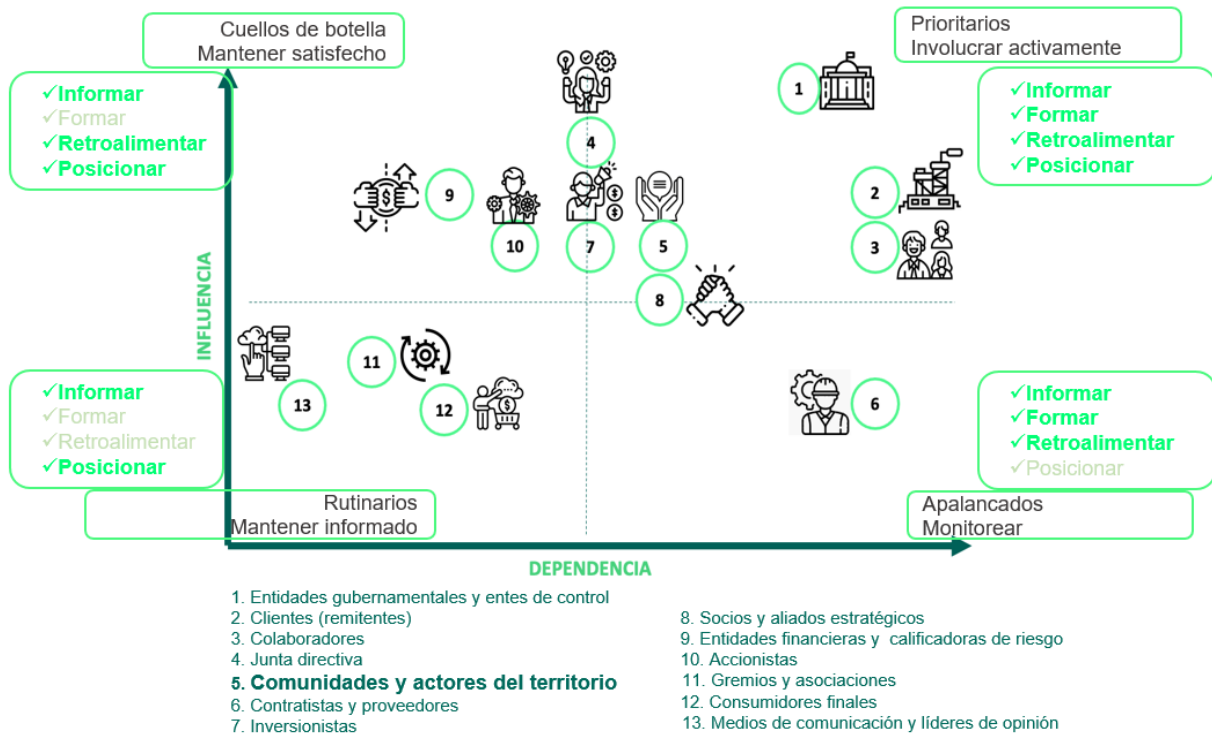 Cuellos de botella
Mantener satisfecho
Prioritarios
Involucrar activamente
✓Informar
✓Formar
✓Retroalimentar
✓Posicionar
✓Informar
✓Formar
✓Retroalimentar
✓Posicionar
1
4
2
9
10
7
5
3
8
INFLUENCIA
11
13
12
6
✓Informar
✓Formar
✓Retroalimentar
✓Posicionar
✓Informar
✓Formar
✓Retroalimentar
✓Posicionar
Rutinarios
Mantener informado
Apalancados
Monitorear
DEPENDENCIA
1. Entidades gubernamentales y entes de control
2. Clientes (remitentes)
3. Colaboradores
4. Junta directiva
5. Comunidades y actores del territorio
6. Contratistas y proveedores
7. Inversionistas
8. Socios y aliados estratégicos
9. Entidades financieras y calificadoras de riesgo
10. Accionistas
11. Gremios y asociaciones
12. Consumidores finales
13. Medios de comunicación y líderes de opinión